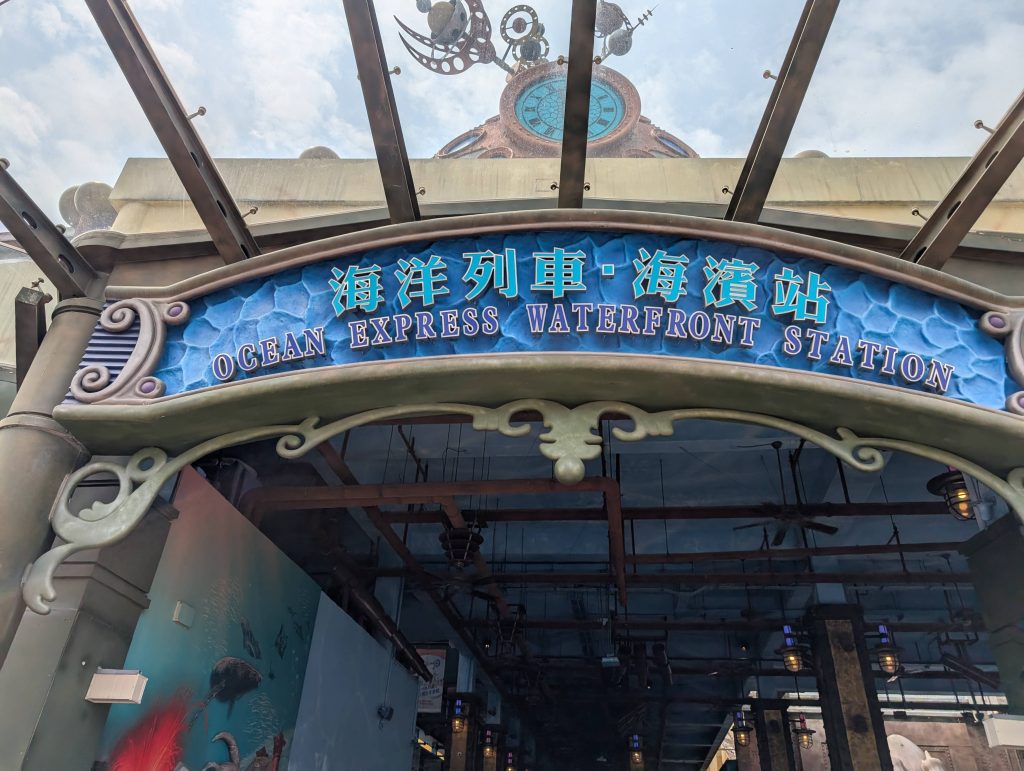 海洋列車·海濱站
OCEAN EXPRESS WATERFRONT STATION